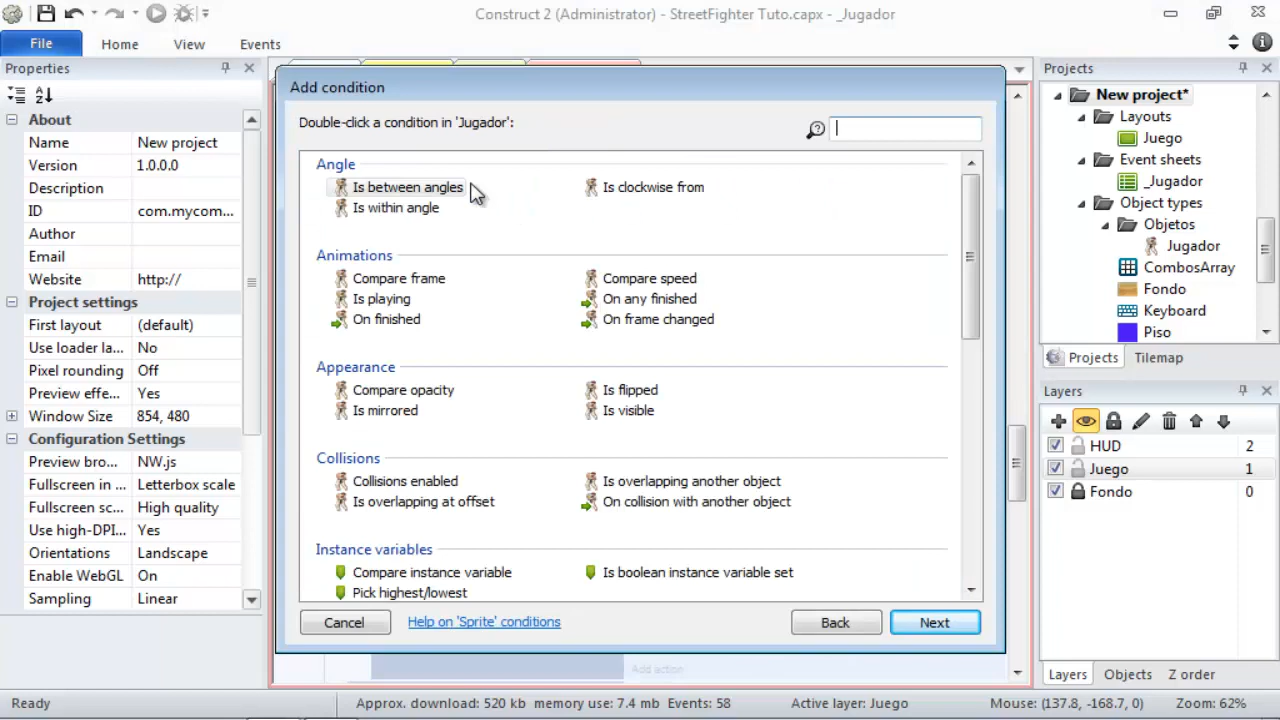 Construct 2 (Administrator) - StreetFighter Tuto.capx - _Jugador
File Home View Events
Properties
About
Name New project
Version 1.0.0.0
Description
ID com.mycom...
Author
Email
Website http://
Project settings
First layout (default)
Use loader la... No
Pixel rounding Off
Preview effe... Yes
Window Size 854, 480
Configuration Settings
Preview bro... NW.js
Fullscreen in ... Letterbox scale
Fullscreen sc... High quality
Use high-DPI... Yes
Orientations Landscape
Enable WebGL On
Sampling Linear
Add condition
Double-click a condition in 'Jugador':
Angle
Is between angles Is clockwise from
Is within angle
Animations
Compare frame Compare speed
Is playing On any finished
On finished On frame changed
Appearance
Compare opacity Is flipped
Is mirrored Is visible
Collisions
Collisions enabled Is overlapping another object
Is overlapping at offset On collision with another object
Instance variables
Compare instance variable Is boolean instance variable set
Pick highest/lowest
Cancel Help on 'Sprite' conditions Back Next
Add action
Projects
New project*
Layouts
Juego
Event sheets
_Jugador
Object types
Objetos
Jugador
CombosArray
Fondo
Keyboard
Piso
Projects Tilemap
Layers
HUD 2
Juego 1
Fondo 0
Layers Objects Z order
Ready Approx. download: 520 kb memory use: 7.4 mb Events: 58 Active layer: Juego Mouse: (137.8, -168.7, 0) Zoom: 62%